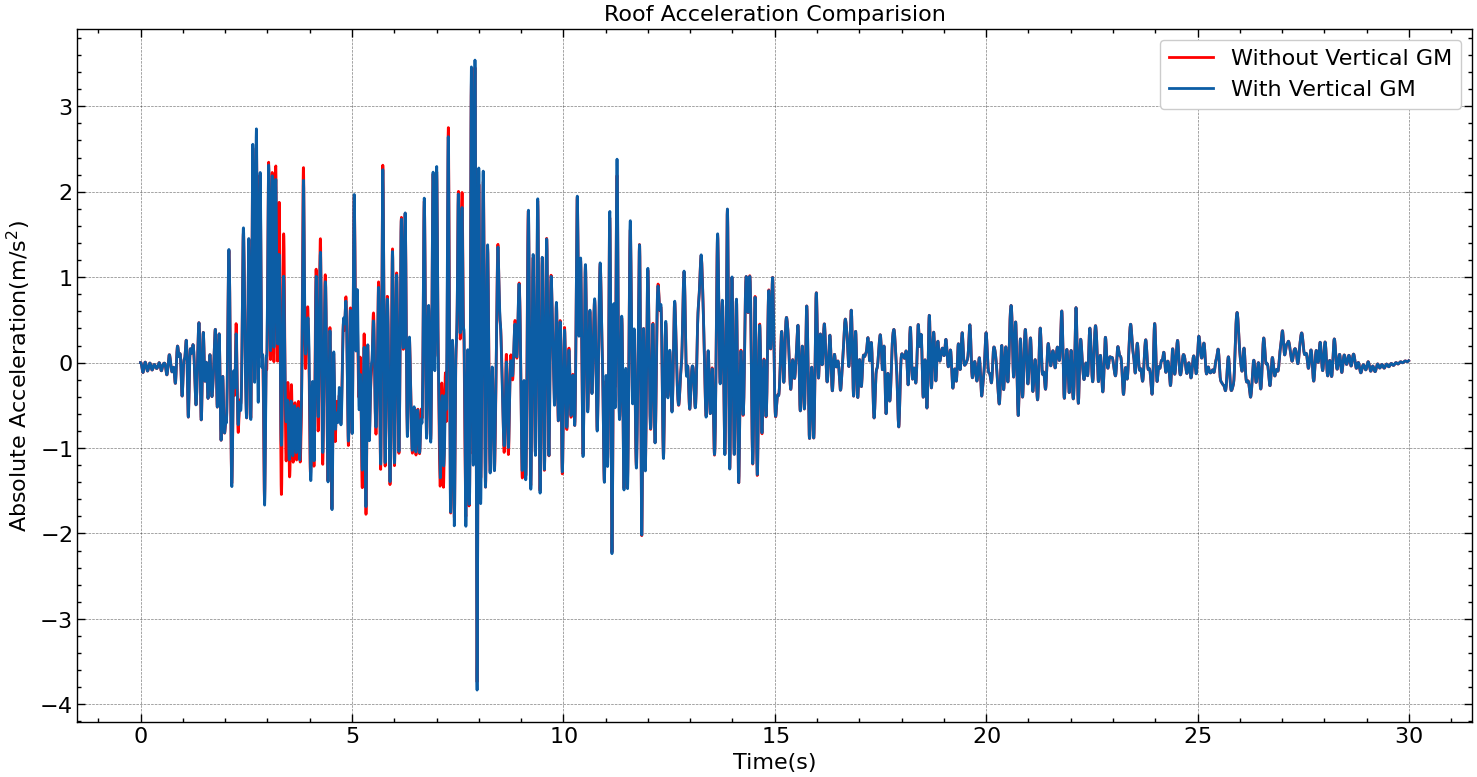 Roof Acceleration Comparision
Without Vertical GM
With Vertical GM
Absolute Acceleration(m/s²)
3
2
1
0
−1
−2
−3
−4
0 5 10 15 20 25 30
Time(s)